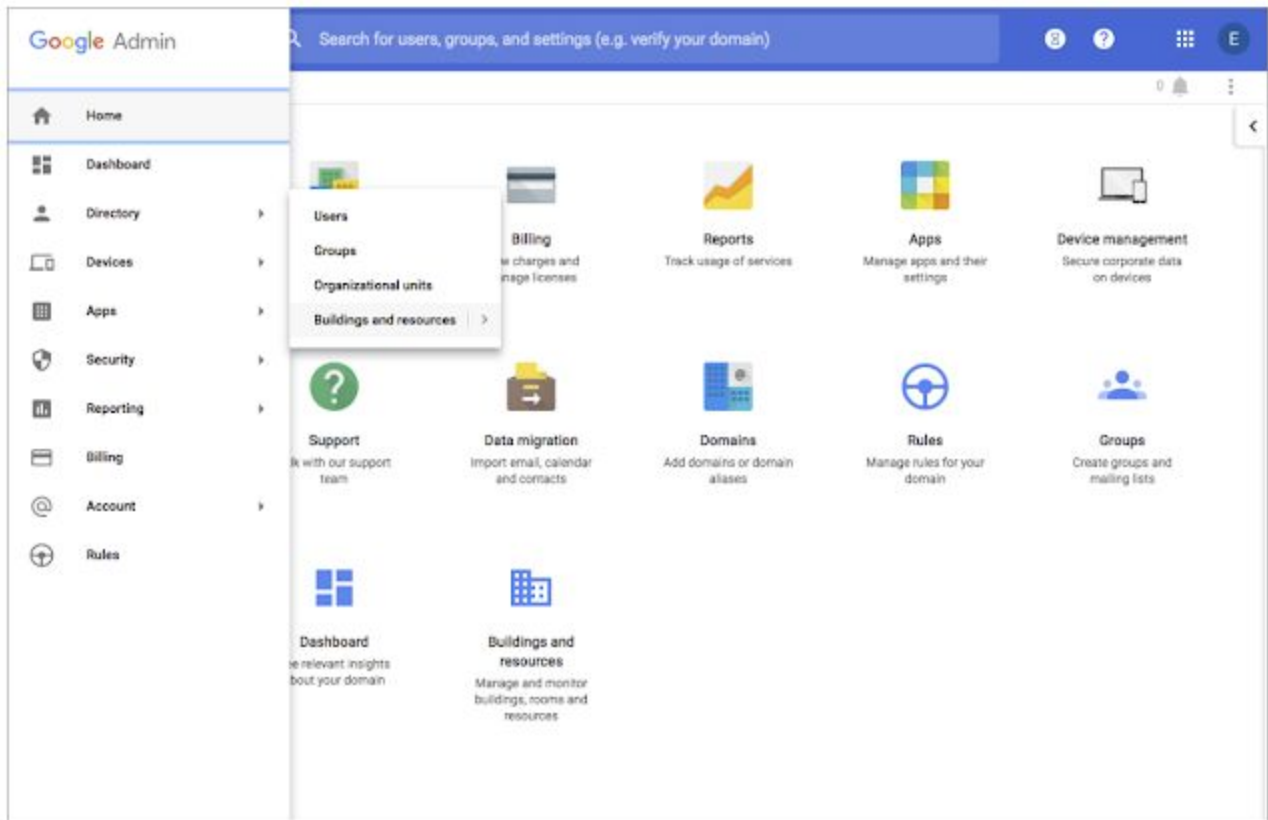 Google Admin
Search for users, groups, and settings (e.g. verify your domain)
8
?
E
0
Home
Dashboard
Directory
Devices
Apps
Security
Reporting
Billing
Account
Rules
Users
Groups
Organizational units
Buildings and resources
Billing
charges and
licenses
Reports
Track usage of services
Apps
Manage apps and their
settings
Device management
Secure corporate data
on devices
Support
with our support
team
Data migration
Import email, calendar
and contacts
Domains
Add domains or domain
aliases
Rules
Manage rules for your
domain
Groups
Create groups and
mailing lists
Dashboard
relevant insights
your domain
Buildings and
resources
Manage and monitor
buildings, rooms and
resources